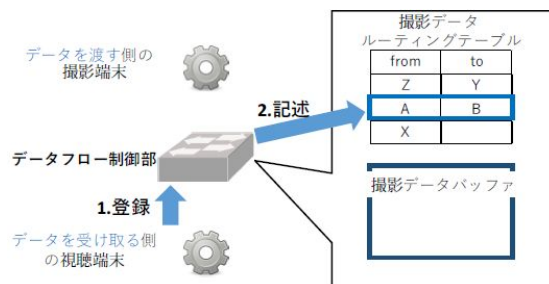 データを渡す側の
撮影端末
データフロー制御部
1.登録
データを受け取る側
の視聴端末
2.記述
撮影データ
ルーティングテーブル
from to
Z Y
A B
X
撮影データバッファ